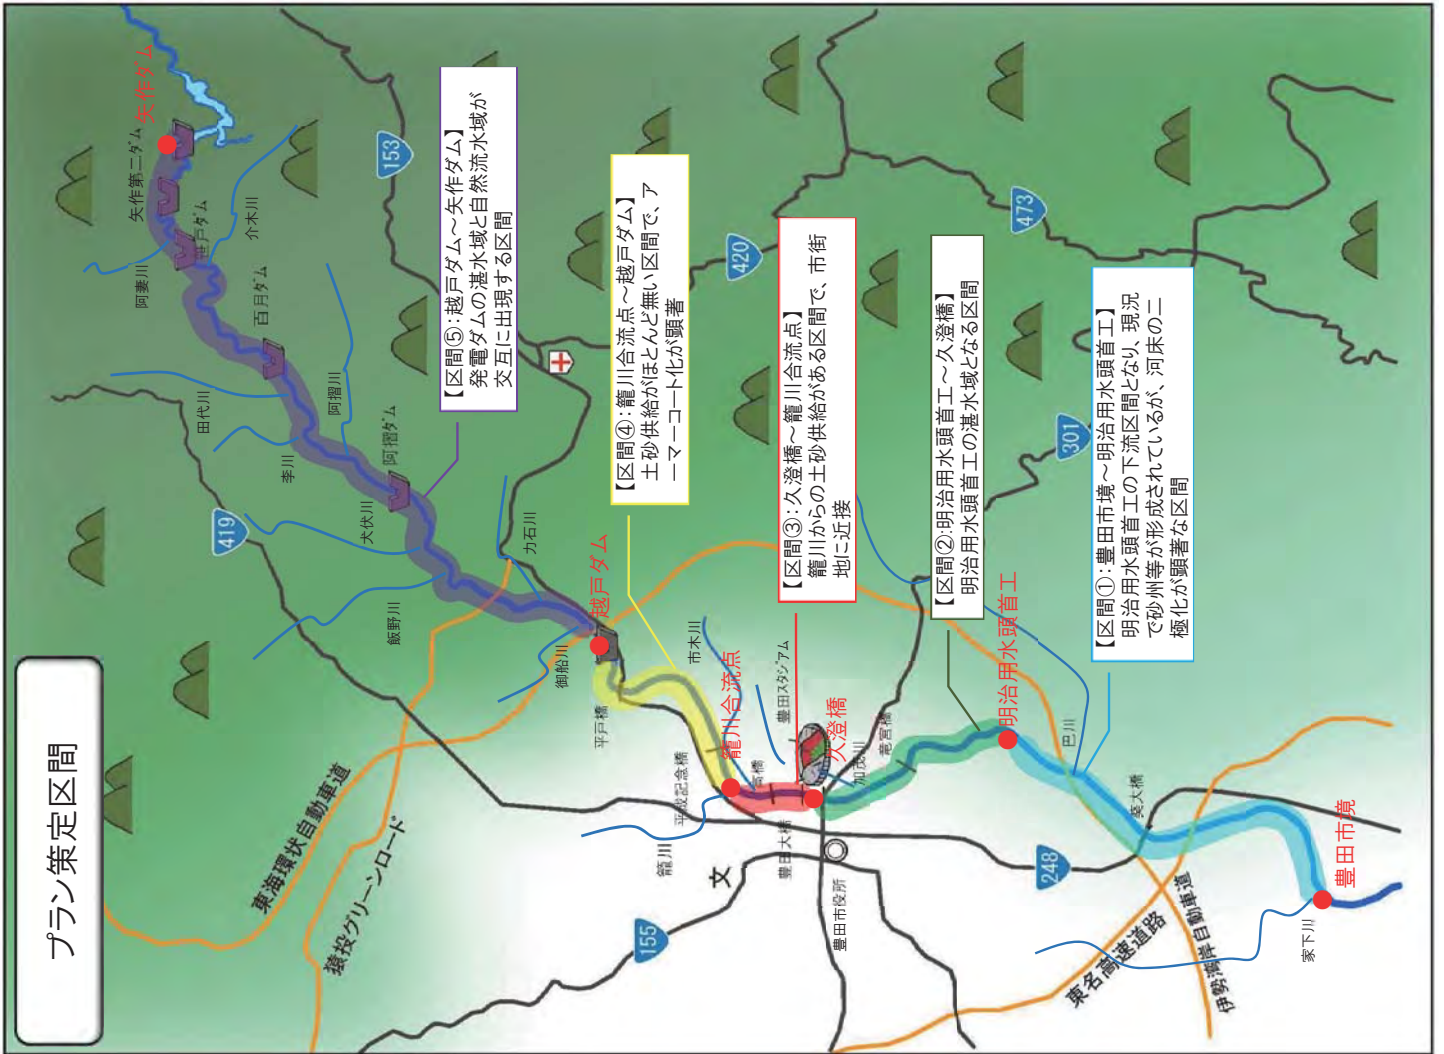 プラン策定区間
矢作ダム
矢作第二ダム
笹戸ダム
介木川
阿妻川
百月ダム
田代川
阿摺川
李川
阿摺ダム
犬伏川
飯野川
力石川
御船川
越戸ダム
平戸橋
市木川
籠川合流点
平成記念橋
籠川
高橋
豊田スタジアム
久澄橋
豊田大橋
加茂川
竜宮橋
豊田市役所
明治用水頭首工
巴川
葵大橋
家下川
豊田市境
文
東海環状自動車道
猿投グリーンロード
東名高速道路
伊勢湾岸自動車道
153
419
420
473
301
248
155
【区間⑤:越戸ダム～矢作ダム】
発電ダムの湛水域と自然流水域が
交互に出現する区間
【区間④:籠川合流点～越戸ダム】
土砂供給がほとんど無い区間で、ア
ーマーコート化が顕著
【区間③:久澄橋～籠川合流点】
籠川からの土砂供給がある区間で、市街
地に近接
【区間②:明治用水頭首工～久澄橋】
明治用水頭首工の湛水域となる区間
【区間①:豊田市境～明治用水頭首工】
明治用水頭首工の下流区間となり、現況
で砂州等が形成されているが、河床の二
極化が顕著な区間